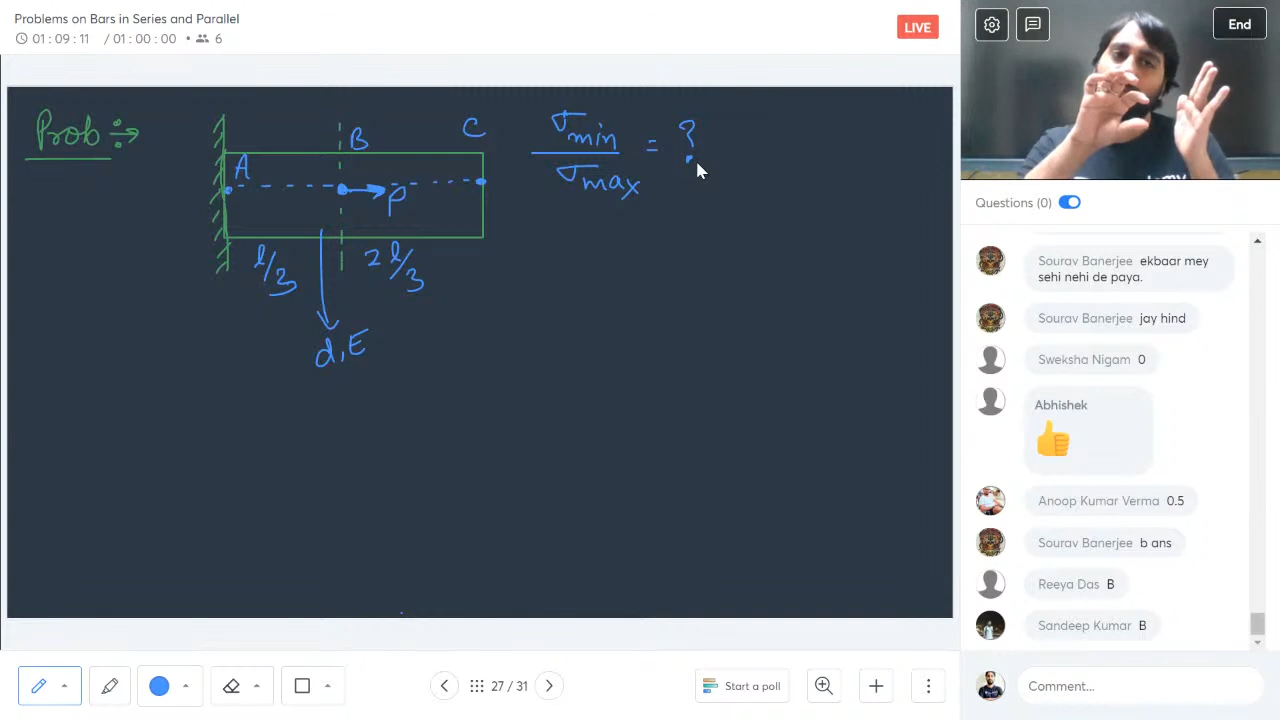 Problems on Bars in Series and Parallel
01 : 09 : 11 / 01 : 00 : 00 • 6
LIVE
End
Prob ÷→
A
B
C
P
l/3
2 l/3
d, E
σmin / σmax = ?
Questions (0)
Sourav Banerjee ekbaar mey
sehi nehi de paya.
Sourav Banerjee jay hind
Sweksha Nigam 0
Abhishek
Anoop Kumar Verma 0.5
Sourav Banerjee b ans
Reeya Das B
Sandeep Kumar B
27 / 31
Start a poll
Comment...